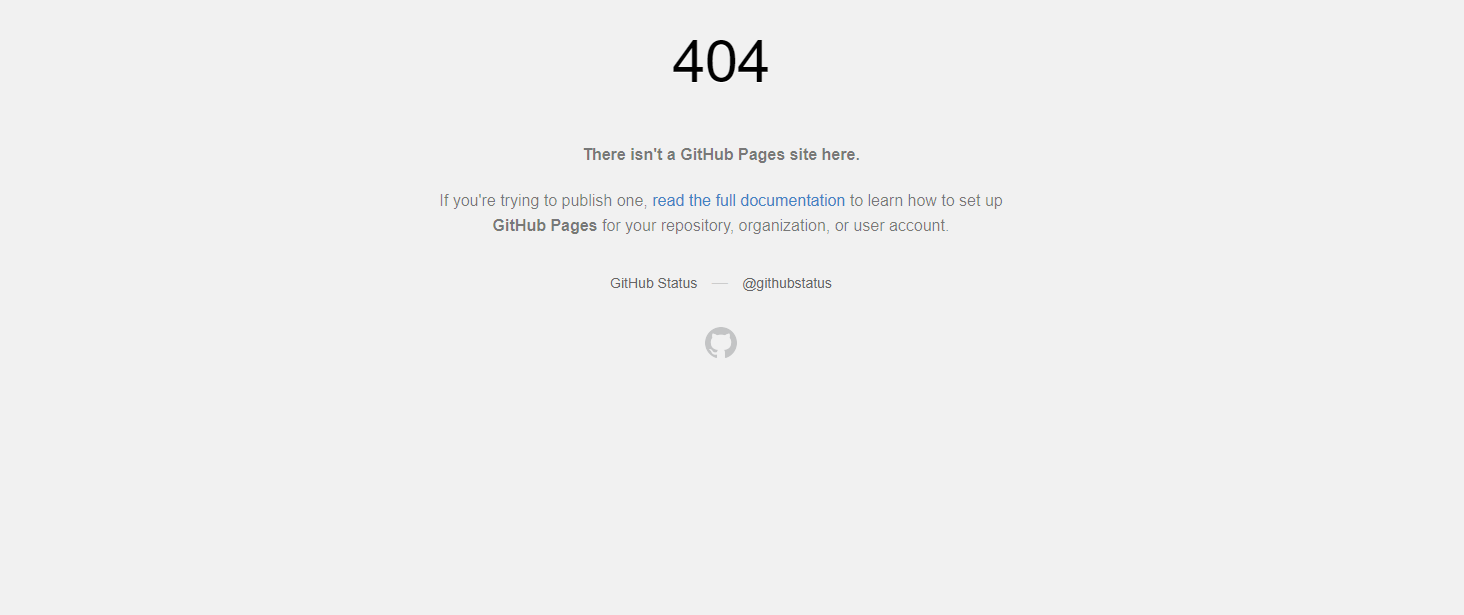 404
There isn't a GitHub Pages site here.
If you're trying to publish one, read the full documentation to learn how to set up
GitHub Pages for your repository, organization, or user account.
GitHub Status — @githubstatus